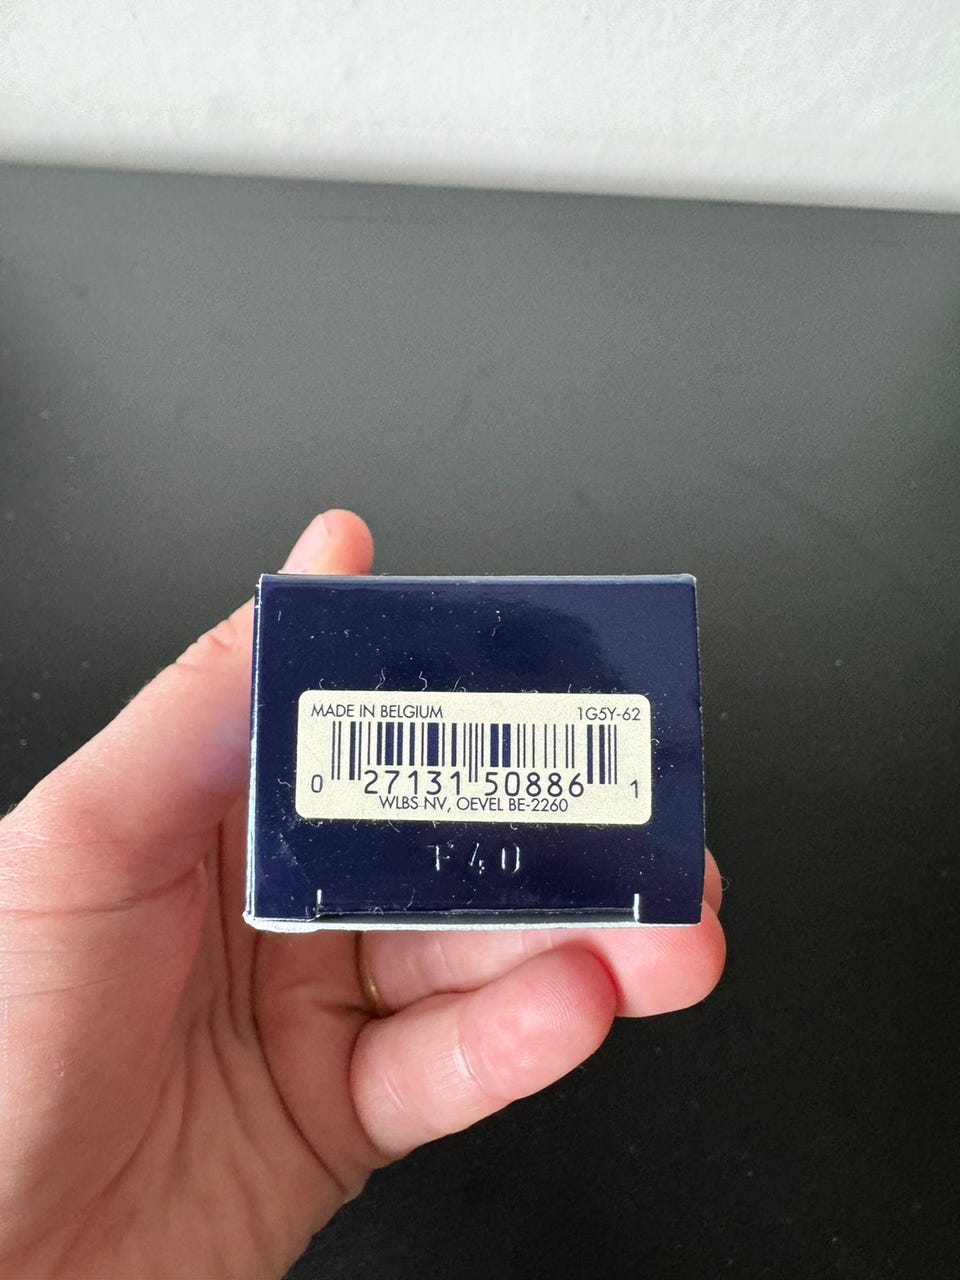 MADE IN BELGIUM 1G5Y-62
0 27131 50886 1
WLBS NV, OEVEL BE-2260
F40